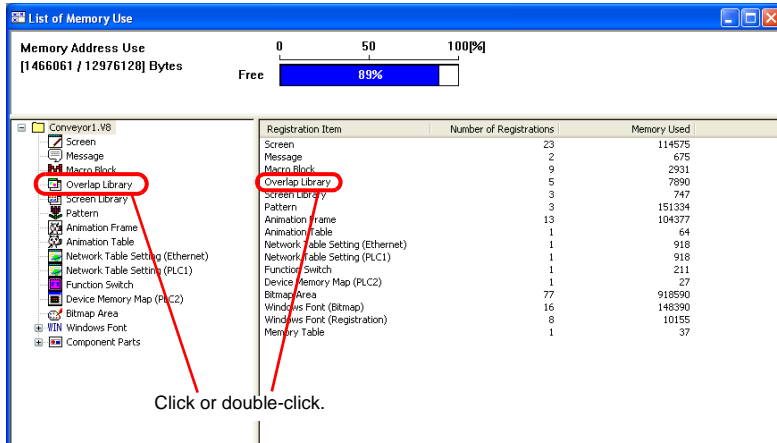 List of Memory Use
Memory Address Use
[1466061 / 12976128] Bytes
0 50 100[%]
Free 89%
Conveyor1.V8
Screen
Message
Macro Block
Overlap Library
Screen Library
Pattern
Animation Frame
Animation Table
Network Table Setting (Ethernet)
Network Table Setting (PLC1)
Function Switch
Device Memory Map (PLC2)
Bitmap Area
WIN Windows Font
Component Parts
Registration Item Number of Registrations Memory Used
Screen 23 114575
Message 2 675
Macro Block 9 2931
Overlap Library 5 7890
Screen Library 3 747
Pattern 3 151334
Animation Frame 13 104377
Animation Table 1 64
Network Table Setting (Ethernet) 1 918
Network Table Setting (PLC1) 1 918
Function Switch 1 211
Device Memory Map (PLC2) 1 27
Bitmap Area 77 918590
Windows Font (Bitmap) 16 148390
Windows Font (Registration) 8 10155
Memory Table 1 37
Click or double-click.